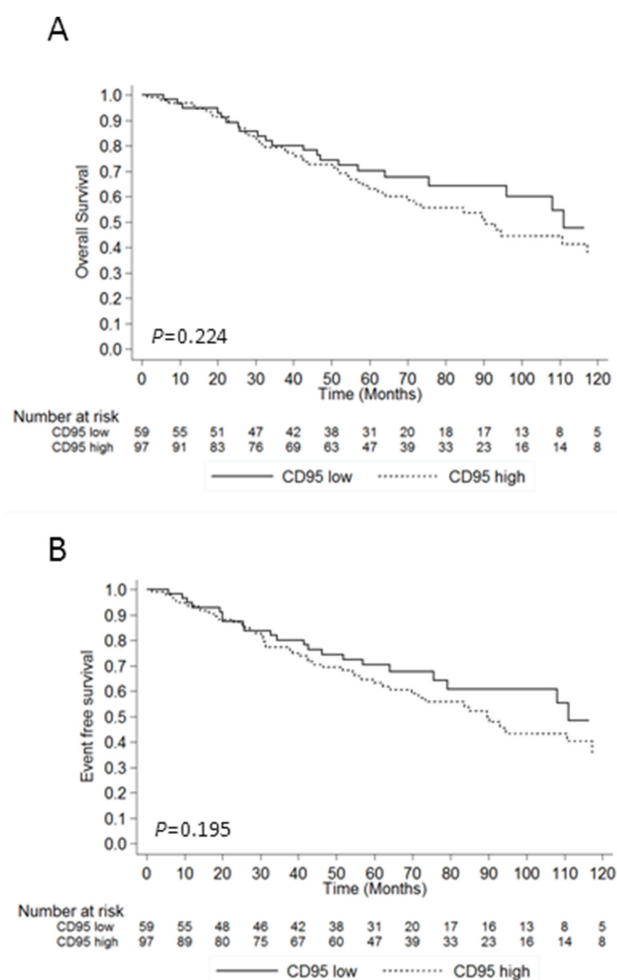 A
Overall Survival
1.0
0.9
0.8
0.7
0.6
0.5
0.4
0.3
0.2
0.1
0.0
P=0.224
0 10 20 30 40 50 60 70 80 90 100 110 120
Time (Months)
Number at risk
CD95 low 59 55 51 47 42 38 31 20 18 17 13 8 5
CD95 high 97 91 83 76 69 63 47 39 33 23 16 14 8
CD95 low CD95 high
B
Event free survival
1.0
0.9
0.8
0.7
0.6
0.5
0.4
0.3
0.2
0.1
0.0
P=0.195
0 10 20 30 40 50 60 70 80 90 100 110 120
Time (Months)
Number at risk
CD95 low 59 55 48 46 42 38 31 20 17 16 13 8 5
CD95 high 97 89 80 75 67 60 47 39 33 23 16 14 8
CD95 low CD95 high